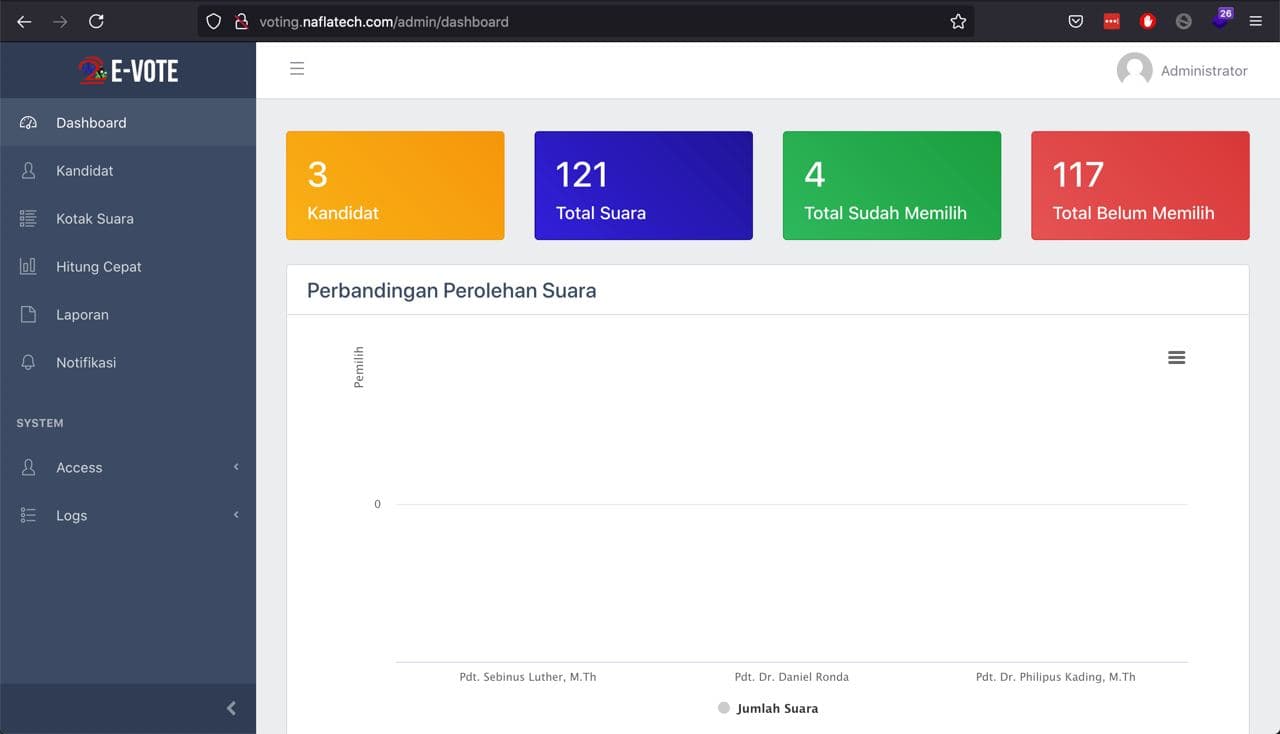 voting.naflatech.com/admin/dashboard
26
E-VOTE
Administrator
Dashboard
Kandidat
Kotak Suara
Hitung Cepat
Laporan
Notifikasi
SYSTEM
Access
Logs
3
Kandidat
121
Total Suara
4
Total Sudah Memilih
117
Total Belum Memilih
Perbandingan Perolehan Suara
Pemilih
0
Pdt. Sebinus Luther, M.Th
Pdt. Dr. Daniel Ronda
Pdt. Dr. Philipus Kading, M.Th
Jumlah Suara